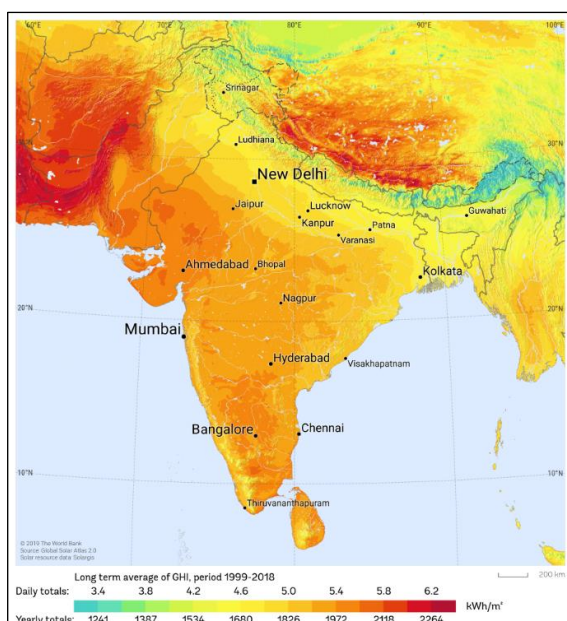 60°E 70°E 80°E 90°E 100°E
Srinagar
Ludhiana
30°N
New Delhi
Jaipur
Lucknow
Kanpur
Guwahati
Patna
Varanasi
Ahmedabad
Bhopal
Kolkata
Nagpur
20°N 20°N
Mumbai
Hyderabad
Visakhapatnam
Bangalore
Chennai
10°N 10°N
Thiruvananthapuram
© 2019 The World Bank
Source: Global Solar Atlas 2.0
Solar resource data: Solargis
Long term average of GHI, period 1999-2018
200 km
Daily totals: 3.4 3.8 4.2 4.6 5.0 5.4 5.8 6.2
kWh/m²
Yearly totals: 1241 1387 1534 1680 1826 1972 2118 2264